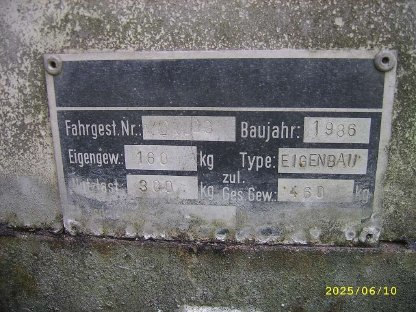 Fahrgest.Nr.: Baujahr: 1986
Eigengew.: 160 kg Type: EIGENBAU
300 kg zul. Ges.Gew.: 460 kg
2025/06/10